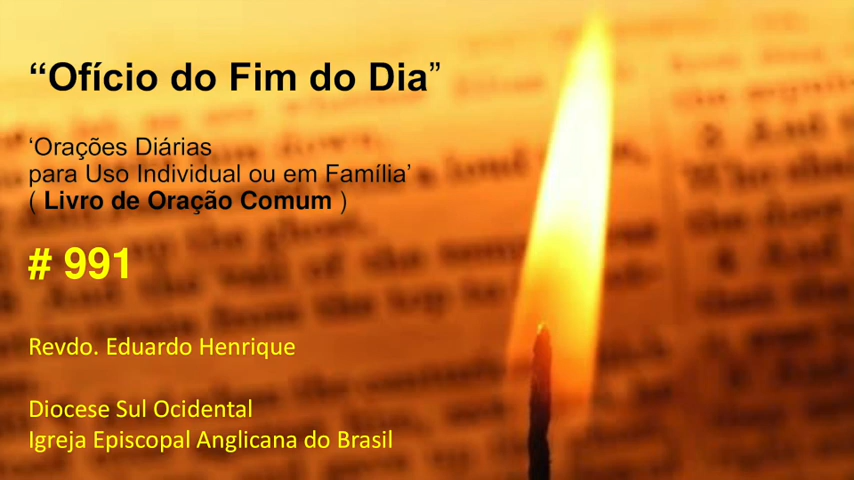 “Ofício do Fim do Dia”
‘Orações Diárias
para Uso Individual ou em Família’
( Livro de Oração Comum )
# 991
Revdo. Eduardo Henrique
Diocese Sul Ocidental
Igreja Episcopal Anglicana do Brasil